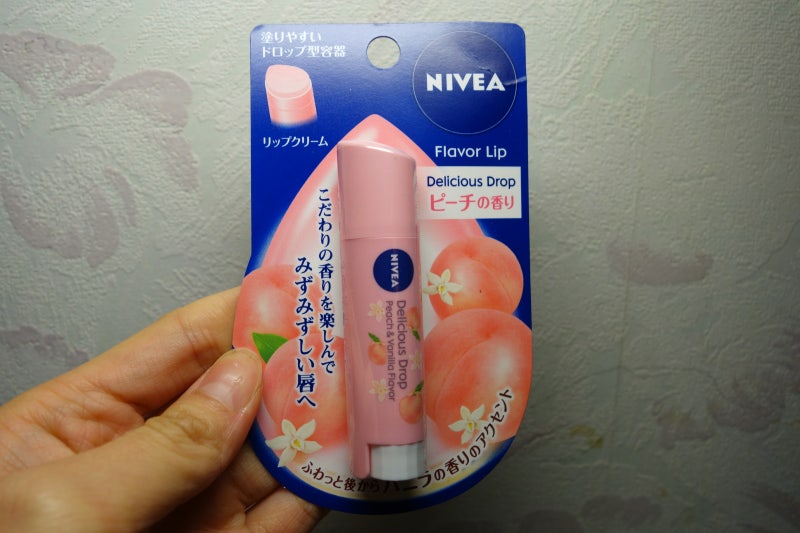 塗りやすい
ドロップ型容器
リップクリーム
NIVEA
Flavor Lip
Delicious Drop
ピーチの香り
こだわりの香りを楽しんで
みずみずしい唇へ
NIVEA
Delicious Drop
Peach & Vanilla Flavor
ふわっと後からバニラの香りのアクセント